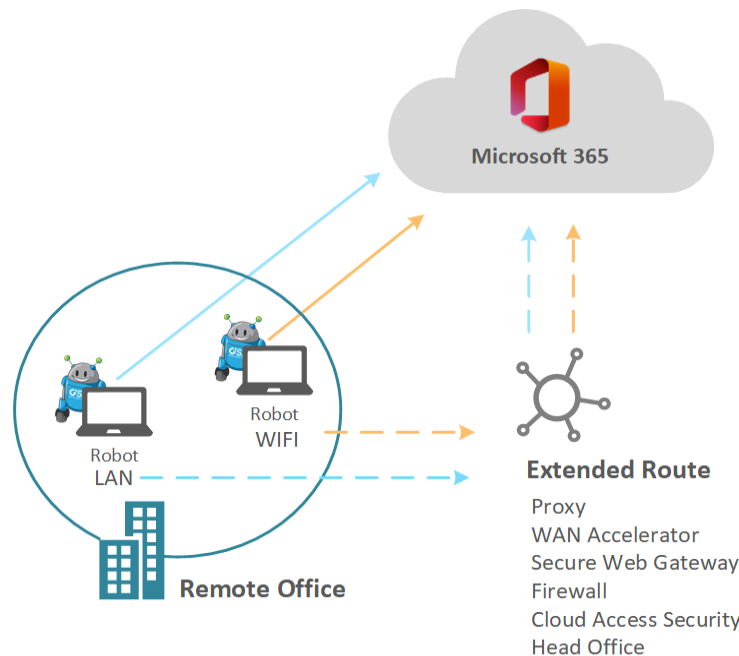 Microsoft 365
Robot
WIFI
Robot
LAN
Remote Office
Extended Route
Proxy
WAN Accelerator
Secure Web Gateway
Firewall
Cloud Access Security
Head Office